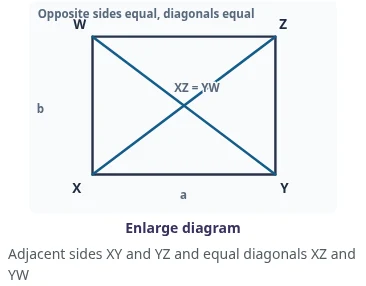 Opposite sides equal, diagonals equal
W
Z
XZ = YW
b
X
Y
a
Enlarge diagram
Adjacent sides XY and YZ and equal diagonals XZ and
YW